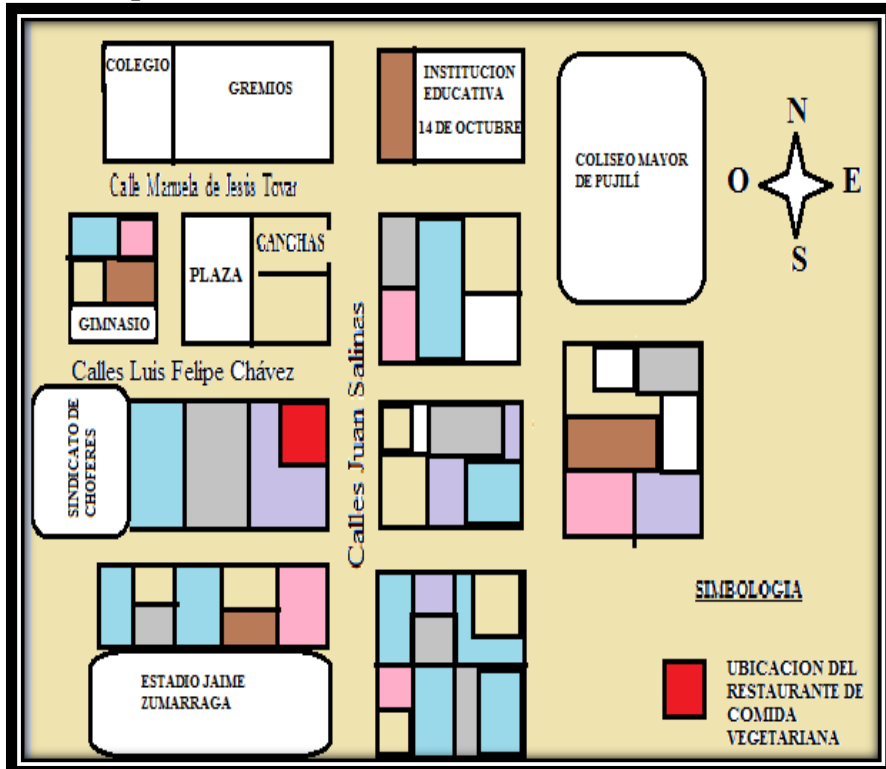 COLEGIO
GREMIOS
INSTITUCION
EDUCATIVA
14 DE OCTUBRE
COLISEO MAYOR
DE PUJILÍ
N
O
E
S
Calle Manuela de Jesús Tovar
PLAZA
CANCHAS
GIMNASIO
Calles Luis Felipe Chávez
Calles Juan Salinas
SINDICATO DE
CHOFERES
ESTADIO JAIME
ZUMARRAGA
SIMBOLOGIA
UBICACION DEL
RESTAURANTE DE
COMIDA
VEGETARIANA